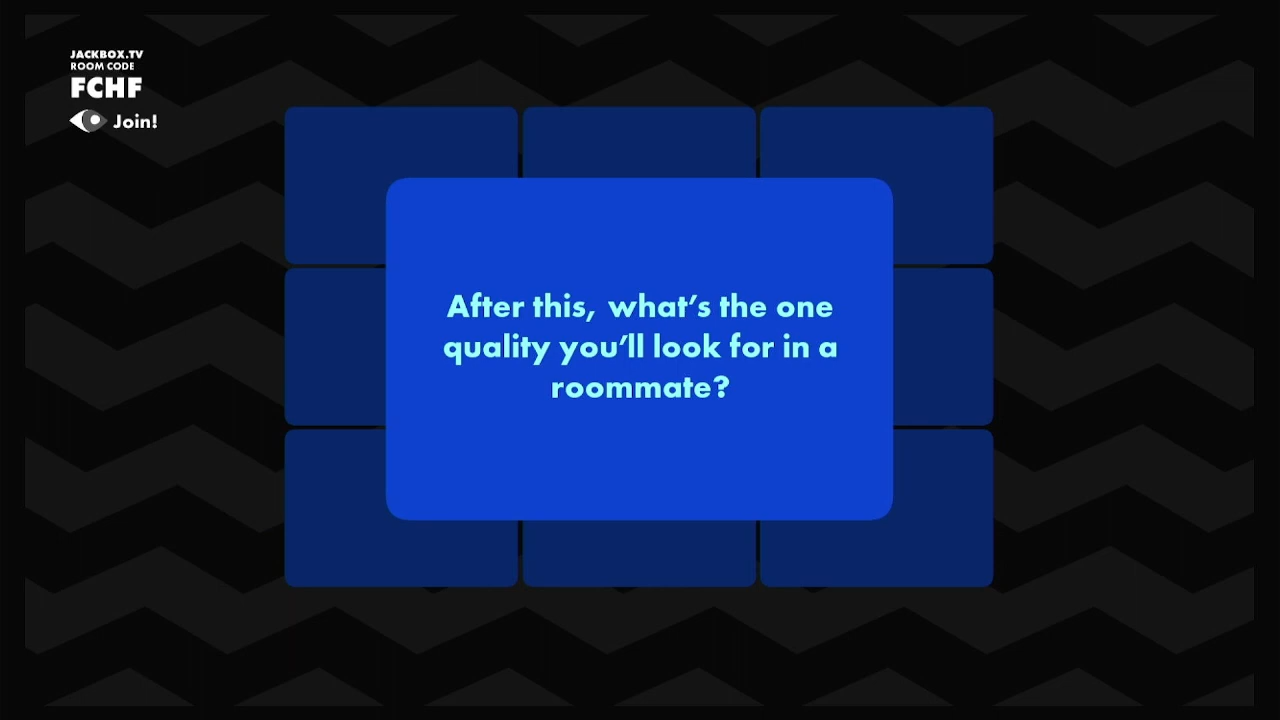 JACKBOX.TV
ROOM CODE
FCHF
Join!
After this, what's the one
quality you'll look for in a
roommate?